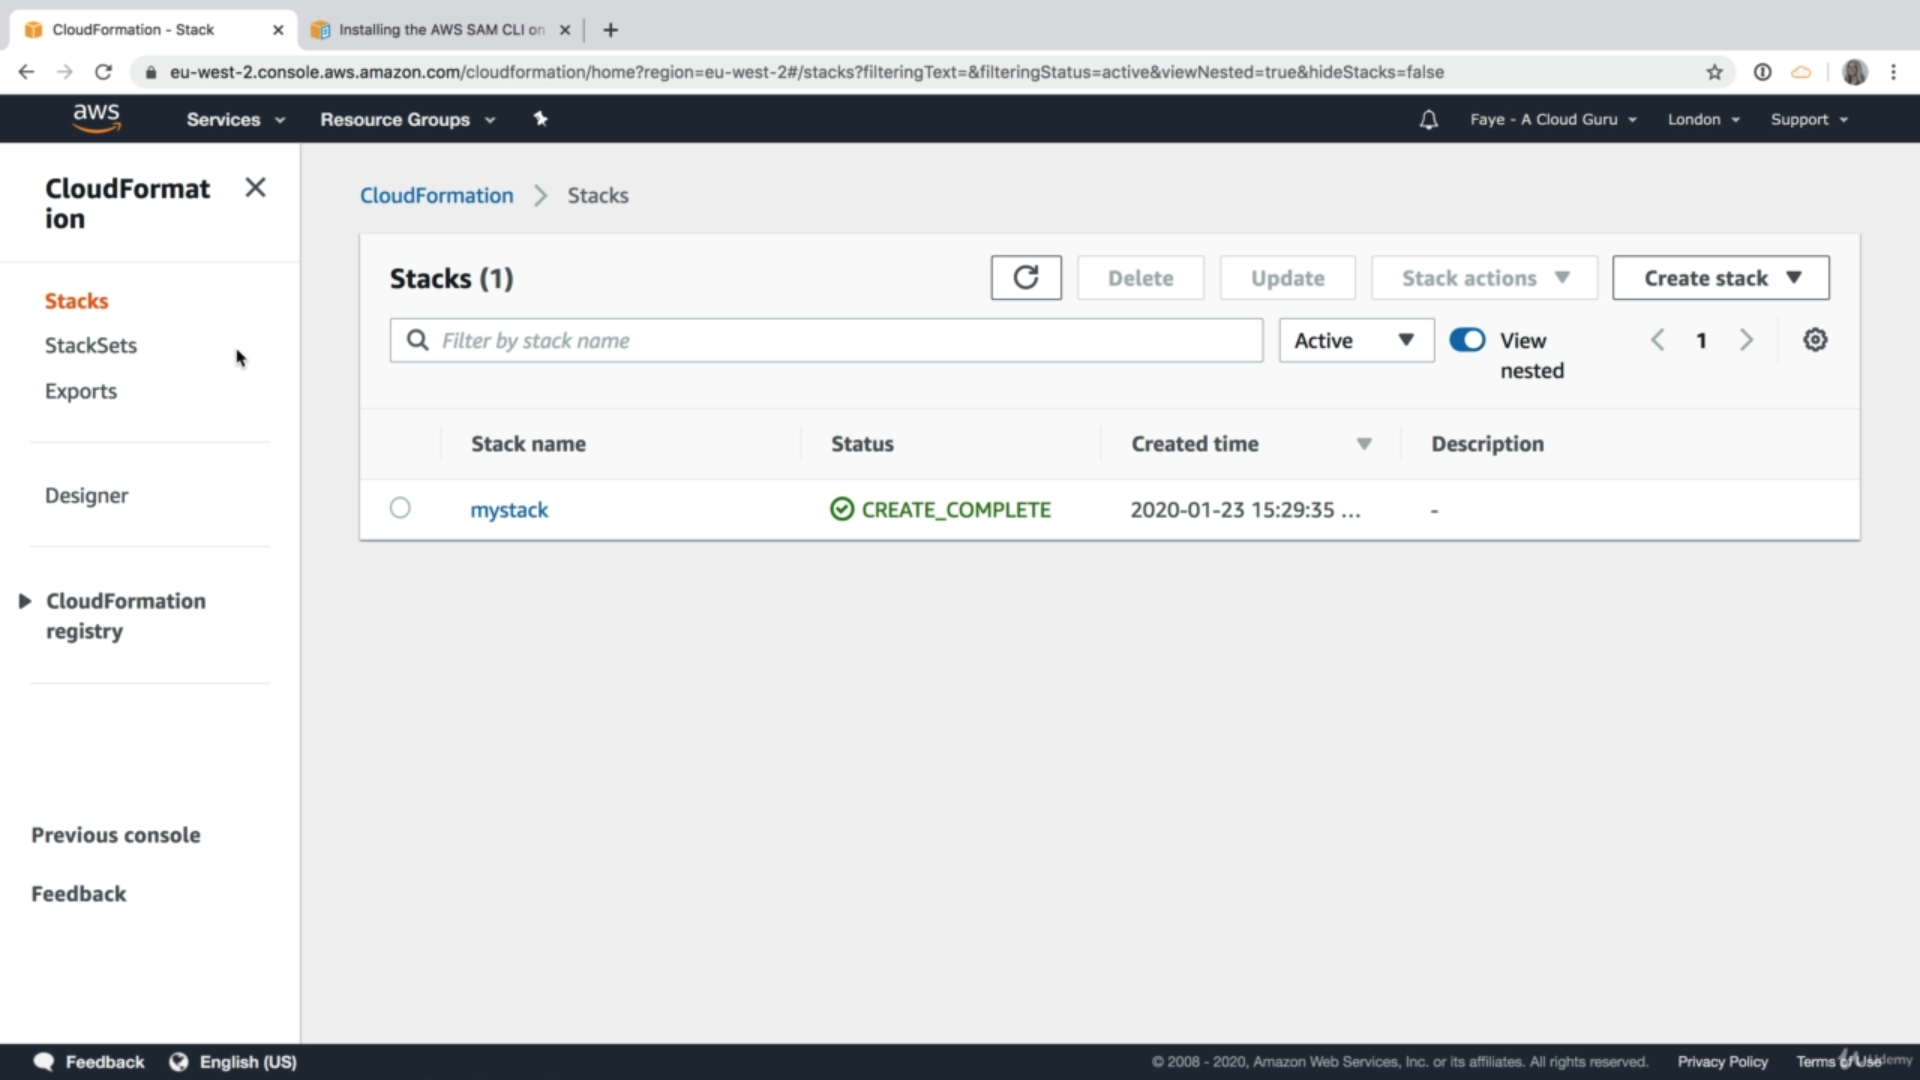 CloudFormation - Stack
Installing the AWS SAM CLI on
eu-west-2.console.aws.amazon.com/cloudformation/home?region=eu-west-2#/stacks?filteringText=&filteringStatus=active&viewNested=true&hideStacks=false
aws
Services
Resource Groups
Faye - A Cloud Guru
London
Support
CloudFormat
ion
Stacks
StackSets
Exports
Designer
CloudFormation
registry
Previous console
Feedback
CloudFormation
Stacks
Stacks (1)
Delete
Update
Stack actions
Create stack
Filter by stack name
Active
View
nested
1
Stack name
Status
Created time
Description
mystack
CREATE_COMPLETE
2020-01-23 15:29:35 ...
-
Feedback
English (US)
© 2008 - 2020, Amazon Web Services, Inc. or its affiliates. All rights reserved.
Privacy Policy
Terms of Use